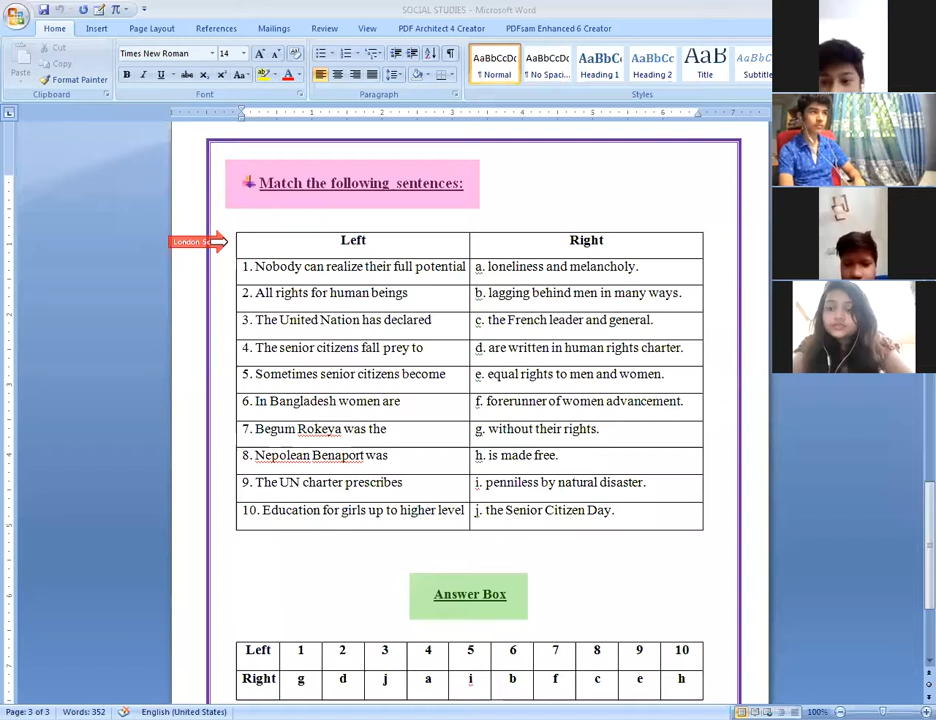 SOCIAL STUDIES - Microsoft Word
Home Insert Page Layout References Mailings Review View PDF Architect 4 Creator PDFsam Enhanced 6 Creator
Paste
Cut
Copy
Format Painter
Clipboard
Times New Roman 14
Font
Paragraph
AaBbCcDc AaBbCcDc AaBbCc AaBbCc AaB AaBbCc
¶ Normal ¶ No Spaci... Heading 1 Heading 2 Title Subtitle
Styles
Match the following sentences:
London Se
Left Right
1. Nobody can realize their full potential a. loneliness and melancholy.
2. All rights for human beings b. lagging behind men in many ways.
3. The United Nation has declared c. the French leader and general.
4. The senior citizens fall prey to d. are written in human rights charter.
5. Sometimes senior citizens become e. equal rights to men and women.
6. In Bangladesh women are f. forerunner of women advancement.
7. Begum Rokeya was the g. without their rights.
8. Nepolean Benaport was h. is made free.
9. The UN charter prescribes i. penniless by natural disaster.
10. Education for girls up to higher level j. the Senior Citizen Day.
Answer Box
Left 1 2 3 4 5 6 7 8 9 10
Right g d j a i b f c e h
Page: 3 of 3 Words: 352 English (United States) 100%